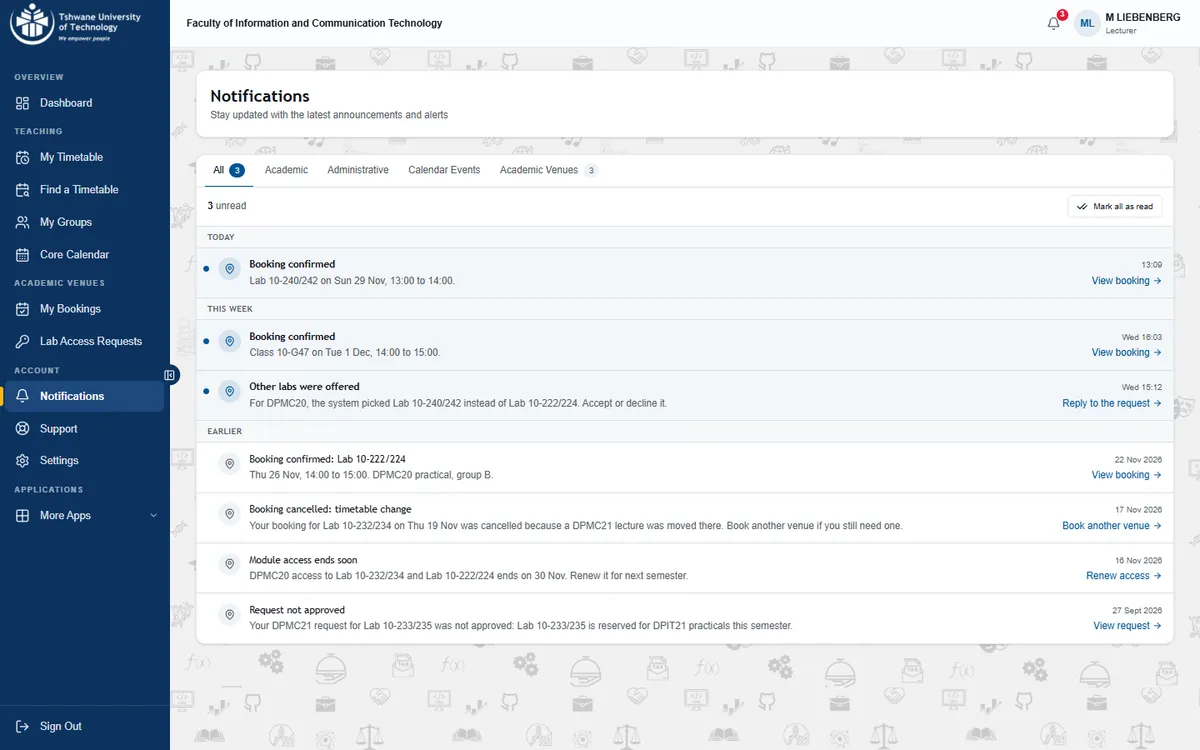 Tshwane University
of Technology
We empower people
Faculty of Information and Communication Technology
3
ML
M LIEBENBERG
Lecturer
OVERVIEW
Dashboard
TEACHING
My Timetable
Find a Timetable
My Groups
Core Calendar
ACADEMIC VENUES
My Bookings
Lab Access Requests
ACCOUNT
Notifications
Support
Settings
APPLICATIONS
More Apps
Sign Out
Notifications
Stay updated with the latest announcements and alerts
All 3 Academic Administrative Calendar Events Academic Venues 3
3 unread
Mark all as read
TODAY
Booking confirmed
13:09
Lab 10-240/242 on Sun 29 Nov, 13:00 to 14:00.
View booking →
THIS WEEK
Booking confirmed
Wed 16:03
Class 10-G47 on Tue 1 Dec, 14:00 to 15:00.
View booking →
Other labs were offered
Wed 15:12
For DPMC20, the system picked Lab 10-240/242 instead of Lab 10-222/224. Accept or decline it.
Reply to the request →
EARLIER
Booking confirmed: Lab 10-222/224
22 Nov 2026
Thu 26 Nov, 14:00 to 15:00. DPMC20 practical, group B.
View booking →
Booking cancelled: timetable change
17 Nov 2026
Your booking for Lab 10-232/234 on Thu 19 Nov was cancelled because a DPMC21 lecture was moved there. Book another venue if you still need one.
Book another venue →
Module access ends soon
16 Nov 2026
DPMC20 access to Lab 10-232/234 and Lab 10-222/224 ends on 30 Nov. Renew it for next semester.
Renew access →
Request not approved
27 Sept 2026
Your DPMC21 request for Lab 10-233/235 was not approved: Lab 10-233/235 is reserved for DPIT21 practicals this semester.
View request →